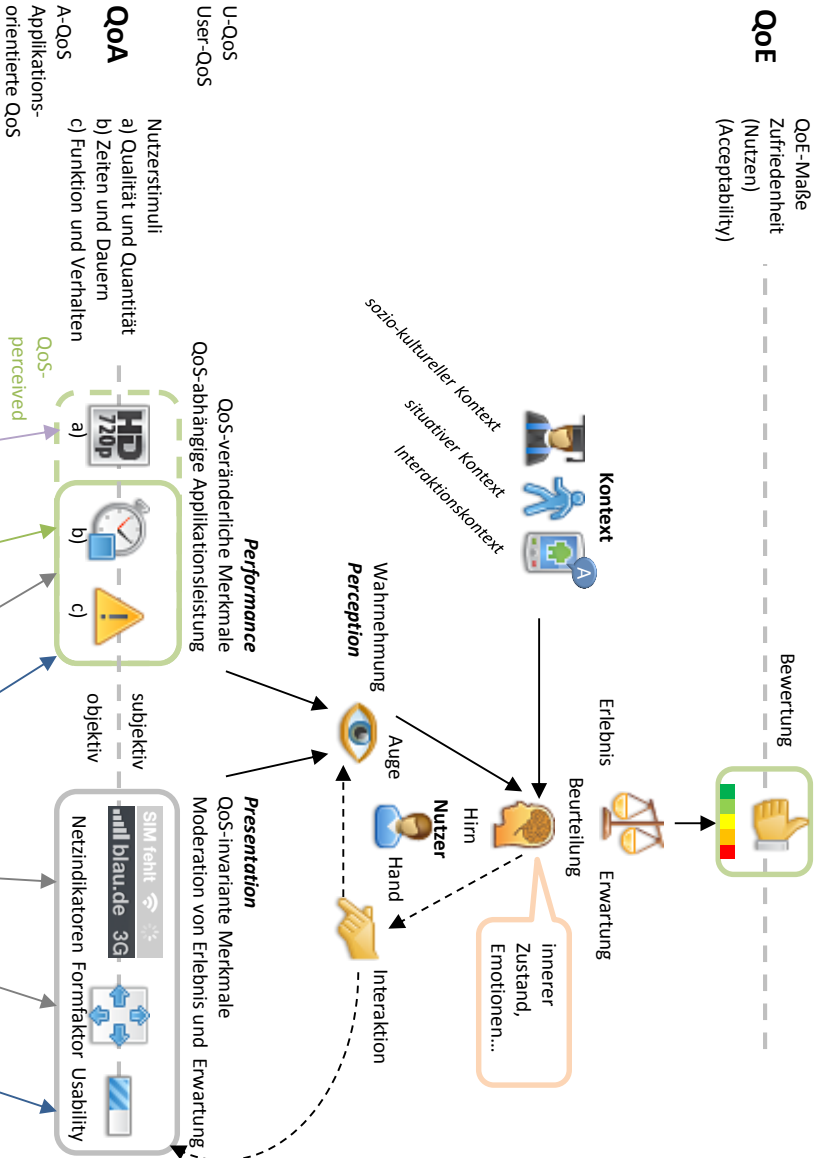 QoE
QoE-Maße
Zufriedenheit
(Nutzen)
(Acceptability)
Bewertung
Erlebnis
Erwartung
Beurteilung
Kontext
sozio-kultureller Kontext
situativer Kontext
Interaktionskontext
A
innerer
Zustand,
Emotionen...
Hirn
Nutzer
Auge
Hand
Wahrnehmung
Perception
Interaktion
U-QoS
User-QoS
Performance
QoS-veränderliche Merkmale
QoS-abhängige Applikationsleistung
Presentation
QoS-invariante Merkmale
Moderation von Erlebnis und Erwartung
QoA
Nutzerstimuli
a) Qualität und Quantität
b) Zeiten und Dauern
c) Funktion und Verhalten
HD
720p
a)
b)
c)
subjektiv
objektiv
SIM fehlt
blau.de 3G
Netzindikatoren
Formfaktor
Usability
A-QoS
Applikations-
orientierte QoS
QoS-
perceived